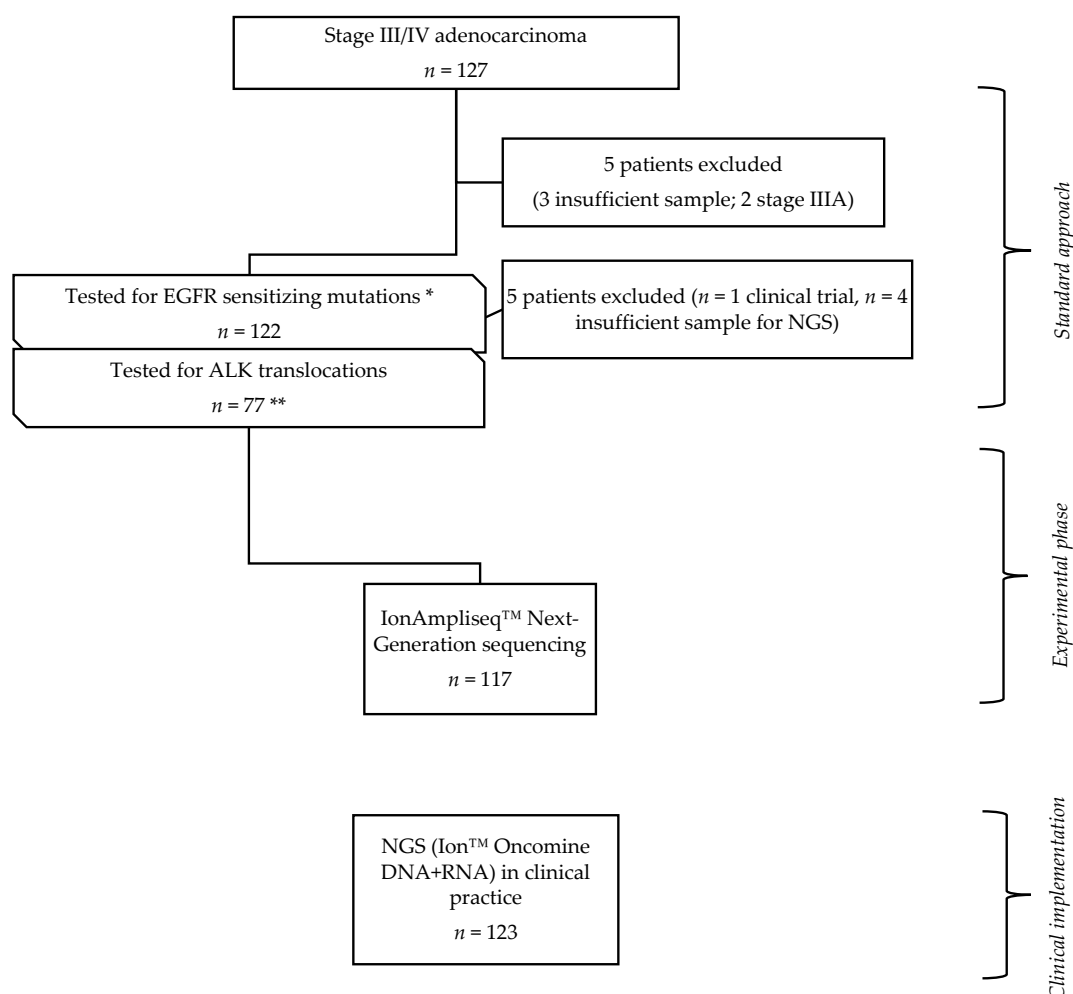 Stage III/IV adenocarcinoma
n = 127
5 patients excluded
(3 insufficient sample; 2 stage IIIA)
Standard approach
Tested for EGFR sensitizing mutations *
n = 122
5 patients excluded (n = 1 clinical trial, n = 4
insufficient sample for NGS)
Tested for ALK translocations
n = 77 **
Experimental phase
IonAmpliseq™ Next-
Generation sequencing
n = 117
NGS (Ion™ Oncomine
DNA+RNA) in clinical
practice
n = 123
Clinical implementation